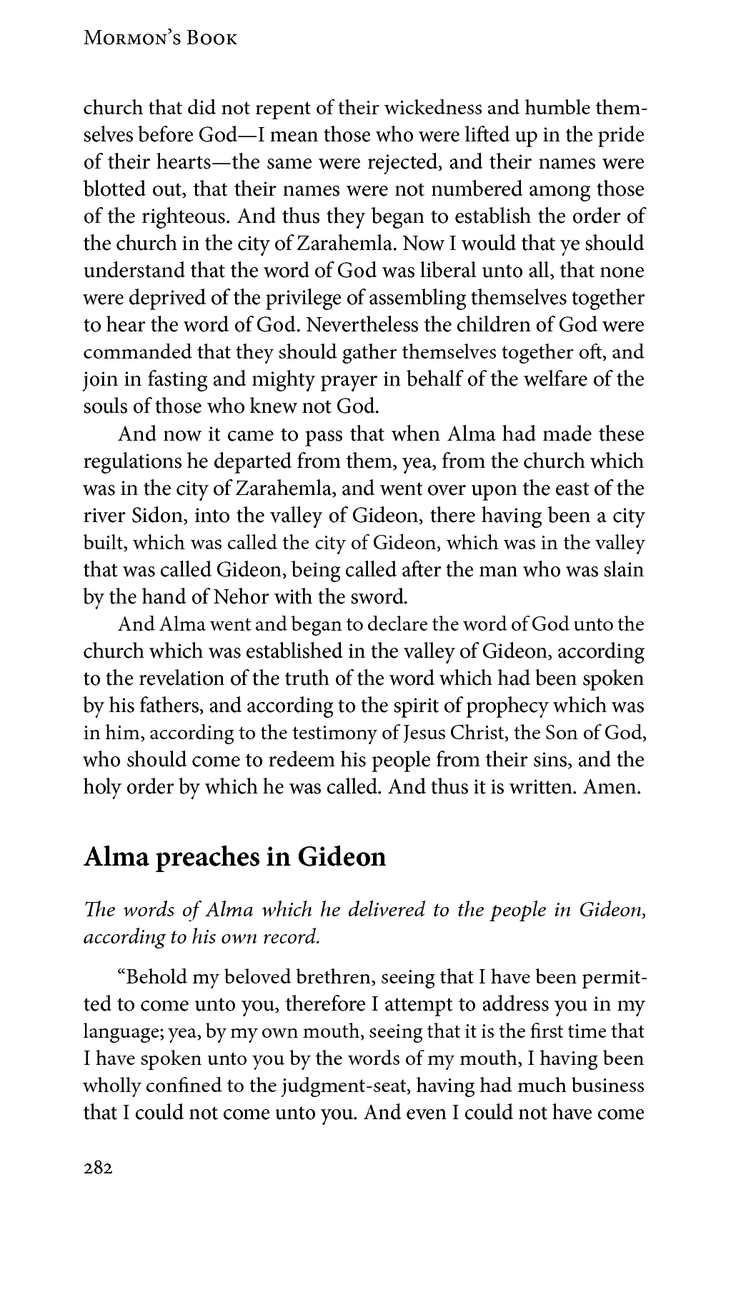 Mormon’s Book
church that did not repent of their wickedness and humble them-
selves before God—I mean those who were lifted up in the pride
of their hearts—the same were rejected, and their names were
blotted out, that their names were not numbered among those
of the righteous. And thus they began to establish the order of
the church in the city of Zarahemla. Now I would that ye should
understand that the word of God was liberal unto all, that none
were deprived of the privilege of assembling themselves together
to hear the word of God. Nevertheless the children of God were
commanded that they should gather themselves together oft, and
join in fasting and mighty prayer in behalf of the welfare of the
souls of those who knew not God.
And now it came to pass that when Alma had made these
regulations he departed from them, yea, from the church which
was in the city of Zarahemla, and went over upon the east of the
river Sidon, into the valley of Gideon, there having been a city
built, which was called the city of Gideon, which was in the valley
that was called Gideon, being called after the man who was slain
by the hand of Nehor with the sword.
And Alma went and began to declare the word of God unto the
church which was established in the valley of Gideon, according
to the revelation of the truth of the word which had been spoken
by his fathers, and according to the spirit of prophecy which was
in him, according to the testimony of Jesus Christ, the Son of God,
who should come to redeem his people from their sins, and the
holy order by which he was called. And thus it is written. Amen.
Alma preaches in Gideon
The words of Alma which he delivered to the people in Gideon,
according to his own record.
“Behold my beloved brethren, seeing that I have been permit-
ted to come unto you, therefore I attempt to address you in my
language; yea, by my own mouth, seeing that it is the first time that
I have spoken unto you by the words of my mouth, I having been
wholly confined to the judgment-seat, having had much business
that I could not come unto you. And even I could not have come
282